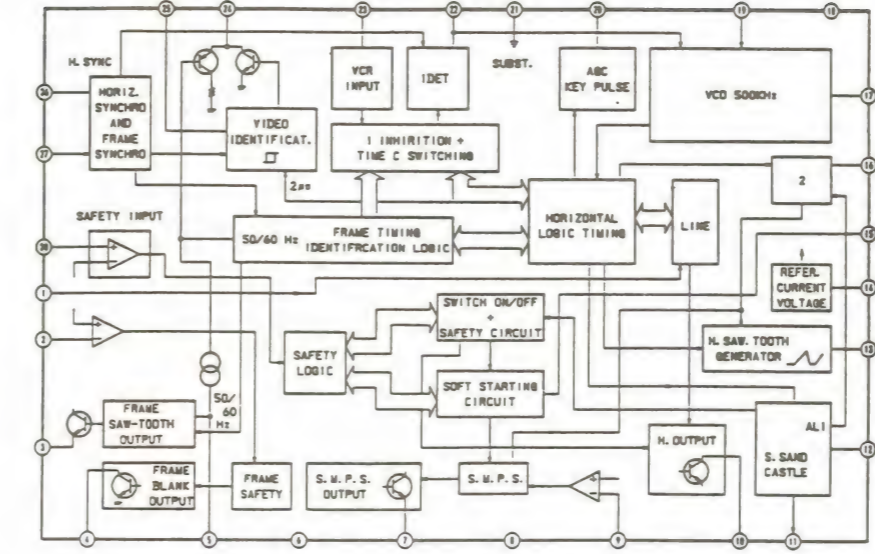 25
24
23
22
21
20
19
18
H. SYNC
SUBST.
HORIZ.
SYNCHRO
AND
FRAME
SYNCHRO
VCR
INPUT
IDET
ABC
KEY PULSE
VCO 500KHz
26
17
VIDEO
IDENTIFICAT.
I INHIRITION +
TIME C SWITCHING
27
16
2µs
2
SAFETY INPUT
50/60 Hz
FRAME TIMING
IDENTIFRCATION LOGIC
HORIZONTAL
LOGIC TIMING
LINE
15
28
REFER.
CURRENT
VOLTAGE
14
1
SWITCH ON/OFF
+
SAFETY CIRCUIT
2
SAFETY
LOGIC
H. SAW. TOOTH
GENERATOR
13
SOFT STARTING
CIRCUIT
50/
60
Hz
FRAME
SAW-TOOTH
OUTPUT
3
H. OUTPUT
ALI
S. SAND
CASTLE
12
FRAME
BLANK
OUTPUT
FRAME
SAFETY
S. M. P. S.
OUTPUT
S. M. P. S.
4
5
6
7
8
9
10
11